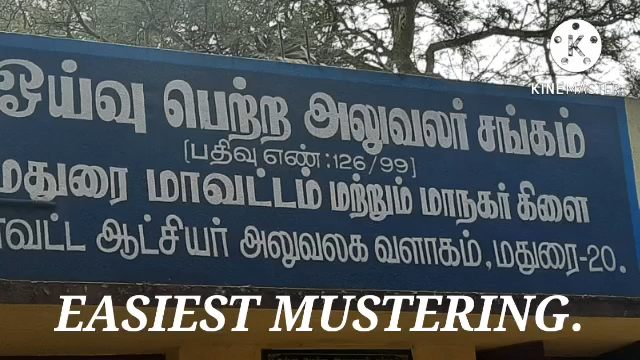 ஓய்வு பெற்ற அலுவலர் சங்கம்
[பதிவு எண்:126/99]
மதுரை மாவட்டம் மற்றும் மாநகர் கிளை
ஆட்சியர் அலுவலக வளாகம், மதுரை-20.
EASIEST MUSTERING.
KINEMASTER